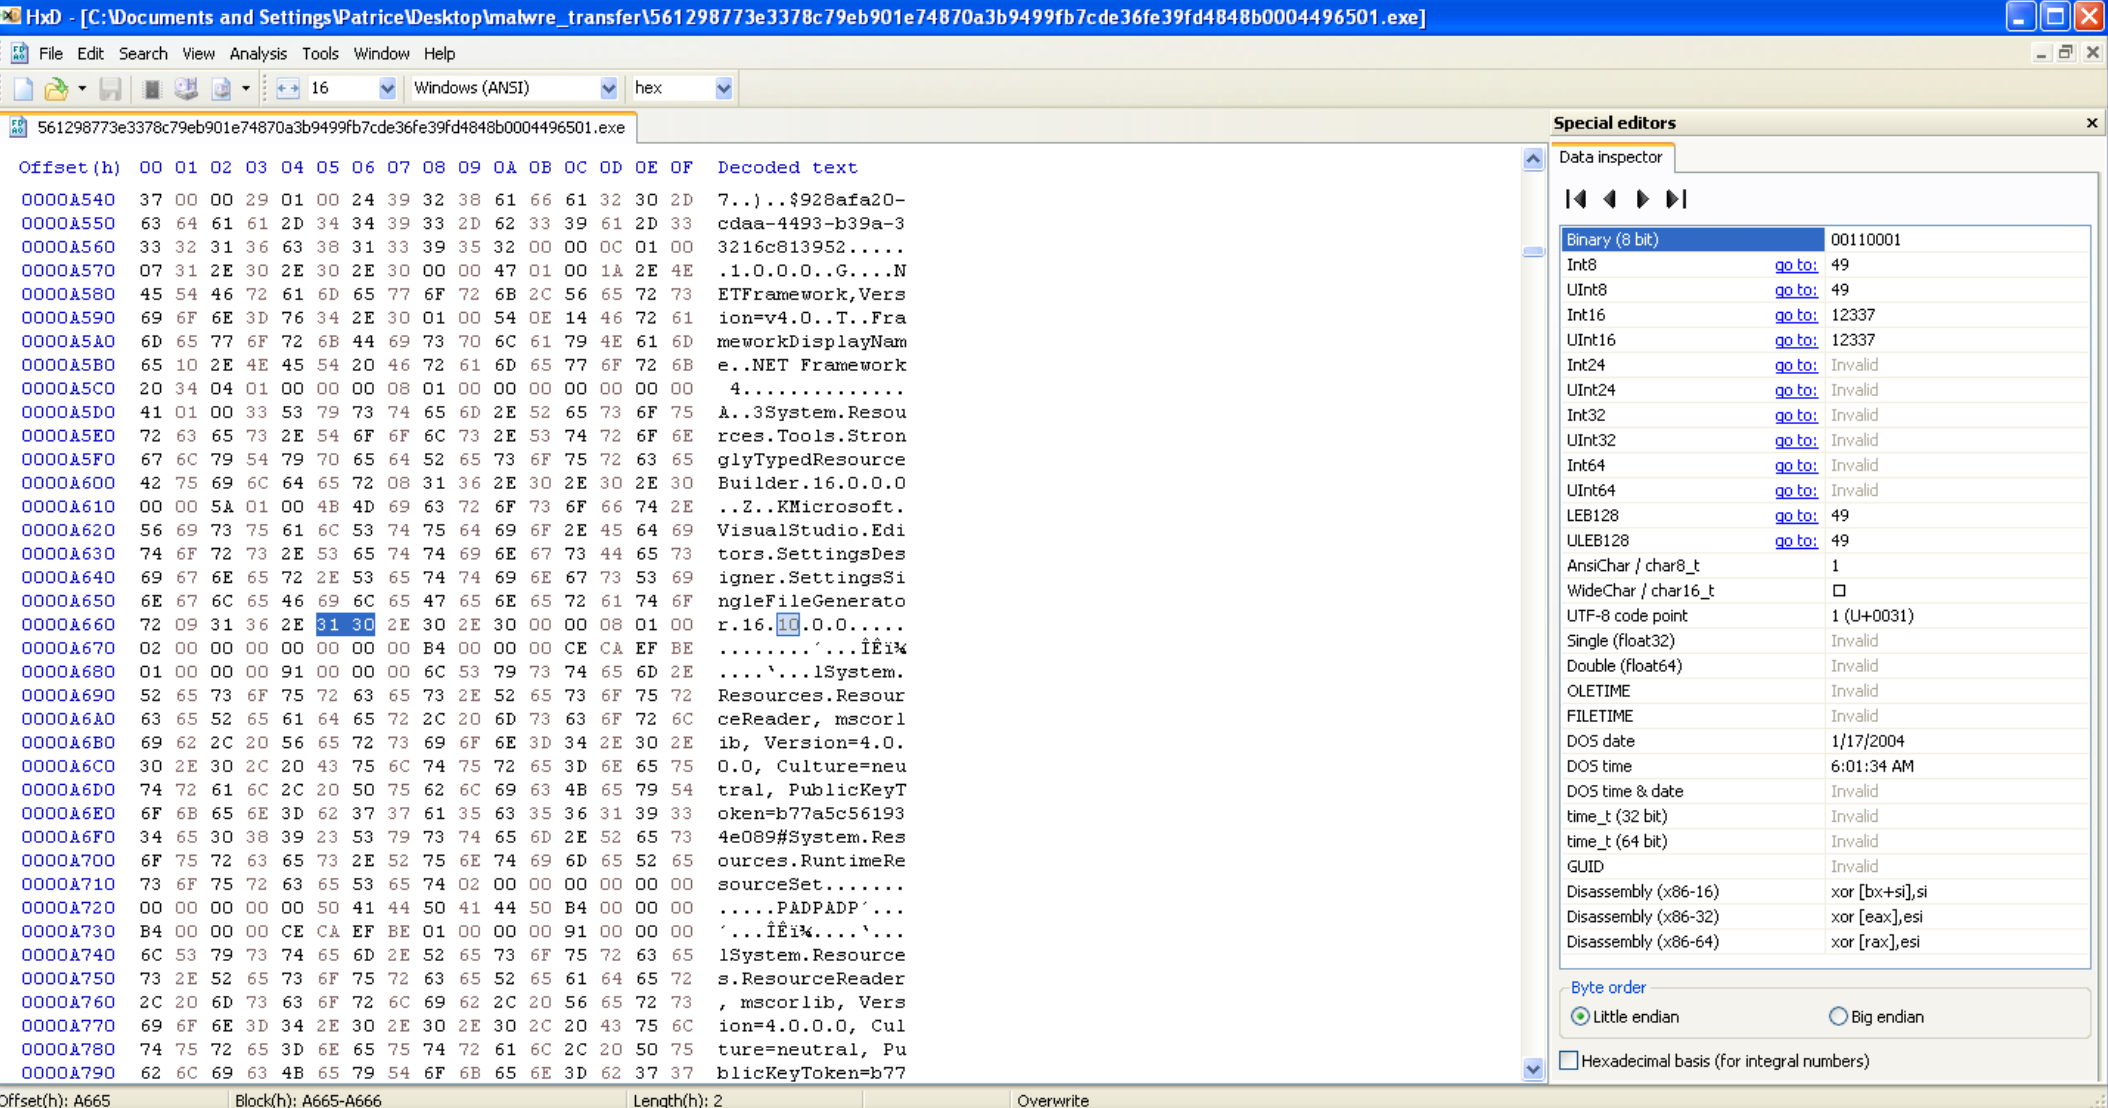 HxD - [C:\Documents and Settings\Patrice\Desktop\malwre_transfer\561298773e3378c79eb901e74870a3b9499fb7cde36fe39fd4848b0004496501.exe]
File Edit Search View Analysis Tools Window Help
16 Windows (ANSI) hex
561298773e3378c79eb901e74870a3b9499fb7cde36fe39fd4848b0004496501.exe
Offset(h) 00 01 02 03 04 05 06 07 08 09 0A 0B 0C 0D 0E 0F Decoded text
0000A540 37 00 00 29 01 00 24 39 32 38 61 66 61 32 30 2D 7..)..$928afa20-
0000A550 63 64 61 61 2D 34 34 39 33 2D 62 33 39 61 2D 33 cdaa-4493-b39a-3
0000A560 33 32 31 36 63 38 31 33 39 35 32 00 00 0C 01 00 3216c813952.....
0000A570 07 31 2E 30 2E 30 2E 30 00 00 47 01 00 1A 2E 4E .1.0.0.0..G....N
0000A580 45 54 46 72 61 6D 65 77 6F 72 6B 2C 56 65 72 73 ETFramework,Vers
0000A590 69 6F 6E 3D 76 34 2E 30 01 00 54 0E 14 46 72 61 ion=v4.0..T..Fra
0000A5A0 6D 65 77 6F 72 6B 44 69 73 70 6C 61 79 4E 61 6D meworkDisplayNam
0000A5B0 65 10 2E 4E 45 54 20 46 72 61 6D 65 77 6F 72 6B e..NET Framework
0000A5C0 20 34 04 01 00 00 00 08 01 00 00 00 00 00 00 00 4..............
0000A5D0 41 01 00 33 53 79 73 74 65 6D 2E 52 65 73 6F 75 A..3System.Resou
0000A5E0 72 63 65 73 2E 54 6F 6F 6C 73 2E 53 74 72 6F 6E rces.Tools.Stron
0000A5F0 67 6C 79 54 79 70 65 64 52 65 73 6F 75 72 63 65 glyTypedResource
0000A600 42 75 69 6C 64 65 72 08 31 36 2E 30 2E 30 2E 30 Builder.16.0.0.0
0000A610 00 00 5A 01 00 4B 4D 69 63 72 6F 73 6F 66 74 2E ..Z..KMicrosoft.
0000A620 56 69 73 75 61 6C 53 74 75 64 69 6F 2E 45 64 69 VisualStudio.Edi
0000A630 74 6F 72 73 2E 53 65 74 74 69 6E 67 73 44 65 73 tors.SettingsDes
0000A640 69 67 6E 65 72 2E 53 65 74 74 69 6E 67 73 53 69 igner.SettingsSi
0000A650 6E 67 6C 65 46 69 6C 65 47 65 6E 65 72 61 74 6F ngleFileGenerato
0000A660 72 09 31 36 2E 31 30 2E 30 2E 30 00 00 08 01 00 r.16.10.0.0.....
0000A670 02 00 00 00 00 00 00 00 B4 00 00 00 CE CA EF BE ........´...ÎÊï¾
0000A680 01 00 00 00 91 00 00 00 6C 53 79 73 74 65 6D 2E ....‘...lSystem.
0000A690 52 65 73 6F 75 72 63 65 73 2E 52 65 73 6F 75 72 Resources.Resour
0000A6A0 63 65 52 65 61 64 65 72 2C 20 6D 73 63 6F 72 6C ceReader, mscorl
0000A6B0 69 62 2C 20 56 65 72 73 69 6F 6E 3D 34 2E 30 2E ib, Version=4.0.
0000A6C0 30 2E 30 2C 20 43 75 6C 74 75 72 65 3D 6E 65 75 0.0, Culture=neu
0000A6D0 74 72 61 6C 2C 20 50 75 62 6C 69 63 4B 65 79 54 tral, PublicKeyT
0000A6E0 6F 6B 65 6E 3D 62 37 37 61 35 63 35 36 31 39 33 oken=b77a5c56193
0000A6F0 34 65 30 38 39 23 53 79 73 74 65 6D 2E 52 65 73 4e089#System.Res
0000A700 6F 75 72 63 65 73 2E 52 75 6E 74 69 6D 65 52 65 ources.RuntimeRe
0000A710 73 6F 75 72 63 65 53 65 74 02 00 00 00 00 00 00 sourceSet.......
0000A720 00 00 00 00 00 50 41 44 50 41 44 50 B4 00 00 00 .....PADPADP´...
0000A730 B4 00 00 00 CE CA EF BE 01 00 00 00 91 00 00 00 ´...ÎÊï¾....‘...
0000A740 6C 53 79 73 74 65 6D 2E 52 65 73 6F 75 72 63 65 lSystem.Resource
0000A750 73 2E 52 65 73 6F 75 72 63 65 52 65 61 64 65 72 s.ResourceReader
0000A760 2C 20 6D 73 63 6F 72 6C 69 62 2C 20 56 65 72 73 , mscorlib, Vers
0000A770 69 6F 6E 3D 34 2E 30 2E 30 2E 30 2C 20 43 75 6C ion=4.0.0.0, Cul
0000A780 74 75 72 65 3D 6E 65 75 74 72 61 6C 2C 20 50 75 ture=neutral, Pu
0000A790 62 6C 69 63 4B 65 79 54 6F 6B 65 6E 3D 62 37 37 blicKeyToken=b77
Special editors
Data inspector
Binary (8 bit) 00110001
Int8 go to: 49
UInt8 go to: 49
Int16 go to: 12337
UInt16 go to: 12337
Int24 go to: Invalid
UInt24 go to: Invalid
Int32 go to: Invalid
UInt32 go to: Invalid
Int64 go to: Invalid
UInt64 go to: Invalid
LEB128 go to: 49
ULEB128 go to: 49
AnsiChar / char8_t 1
WideChar / char16_t □
UTF-8 code point 1 (U+0031)
Single (float32) Invalid
Double (float64) Invalid
OLETIME Invalid
FILETIME Invalid
DOS date 1/17/2004
DOS time 6:01:34 AM
DOS time & date Invalid
time_t (32 bit) Invalid
time_t (64 bit) Invalid
GUID Invalid
Disassembly (x86-16) xor [bx+si],si
Disassembly (x86-32) xor [eax],esi
Disassembly (x86-64) xor [rax],esi
Byte order
Little endian Big endian
Hexadecimal basis (for integral numbers)
Offset(h): A665 Block(h): A665-A666 Length(h): 2 Overwrite